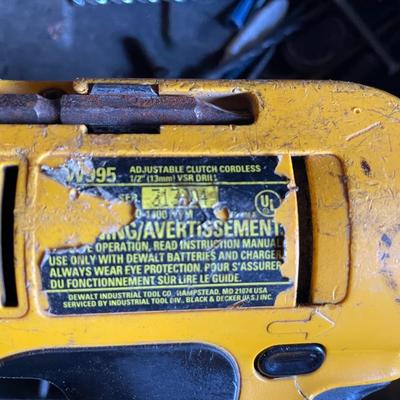 W995 ADJUSTABLE CLUTCH CORDLESS
1/2" (13mm) VSR DRILL
SER.
UL
ING/AVERTISSEMENT
OPERATION, READ INSTRUCTION MANUAL
USE ONLY WITH DEWALT BATTERIES AND CHARGER
ALWAYS WEAR EYE PROTECTION. POUR S'ASSURER
DU FONCTIONNEMENT SUR LIRE LE GUIDE.
DEWALT INDUSTRIAL TOOL CO., HAMPSTEAD, MD 21074 USA
SERVICED BY INDUSTRIAL TOOL DIV., BLACK & DECKER (U.S.) INC.